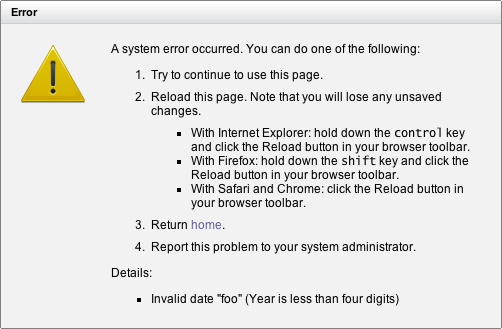 Error
A system error occurred. You can do one of the following:
1. Try to continue to use this page.
2. Reload this page. Note that you will lose any unsaved
changes.
▪ With Internet Explorer: hold down the control key
and click the Reload button in your browser toolbar.
▪ With Firefox: hold down the shift key and click the
Reload button in your browser toolbar.
▪ With Safari and Chrome: click the Reload button in
your browser toolbar.
3. Return home.
4. Report this problem to your system administrator.
Details:
▪ Invalid date "foo" (Year is less than four digits)